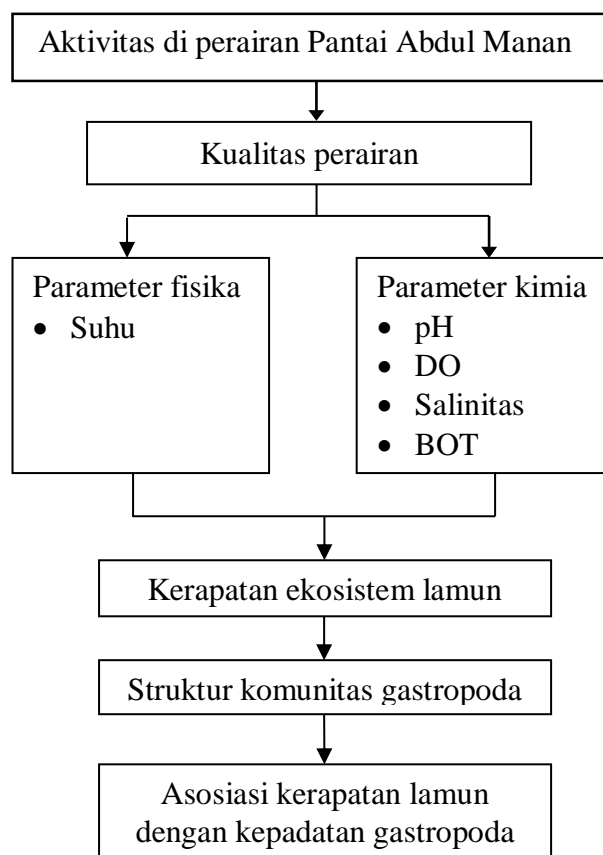 Aktivitas di perairan Pantai Abdul Manan
Kualitas perairan
Parameter fisika
• Suhu
Parameter kimia
• pH
• DO
• Salinitas
• BOT
Kerapatan ekosistem lamun
Struktur komunitas gastropoda
Asosiasi kerapatan lamun
dengan kepadatan gastropoda